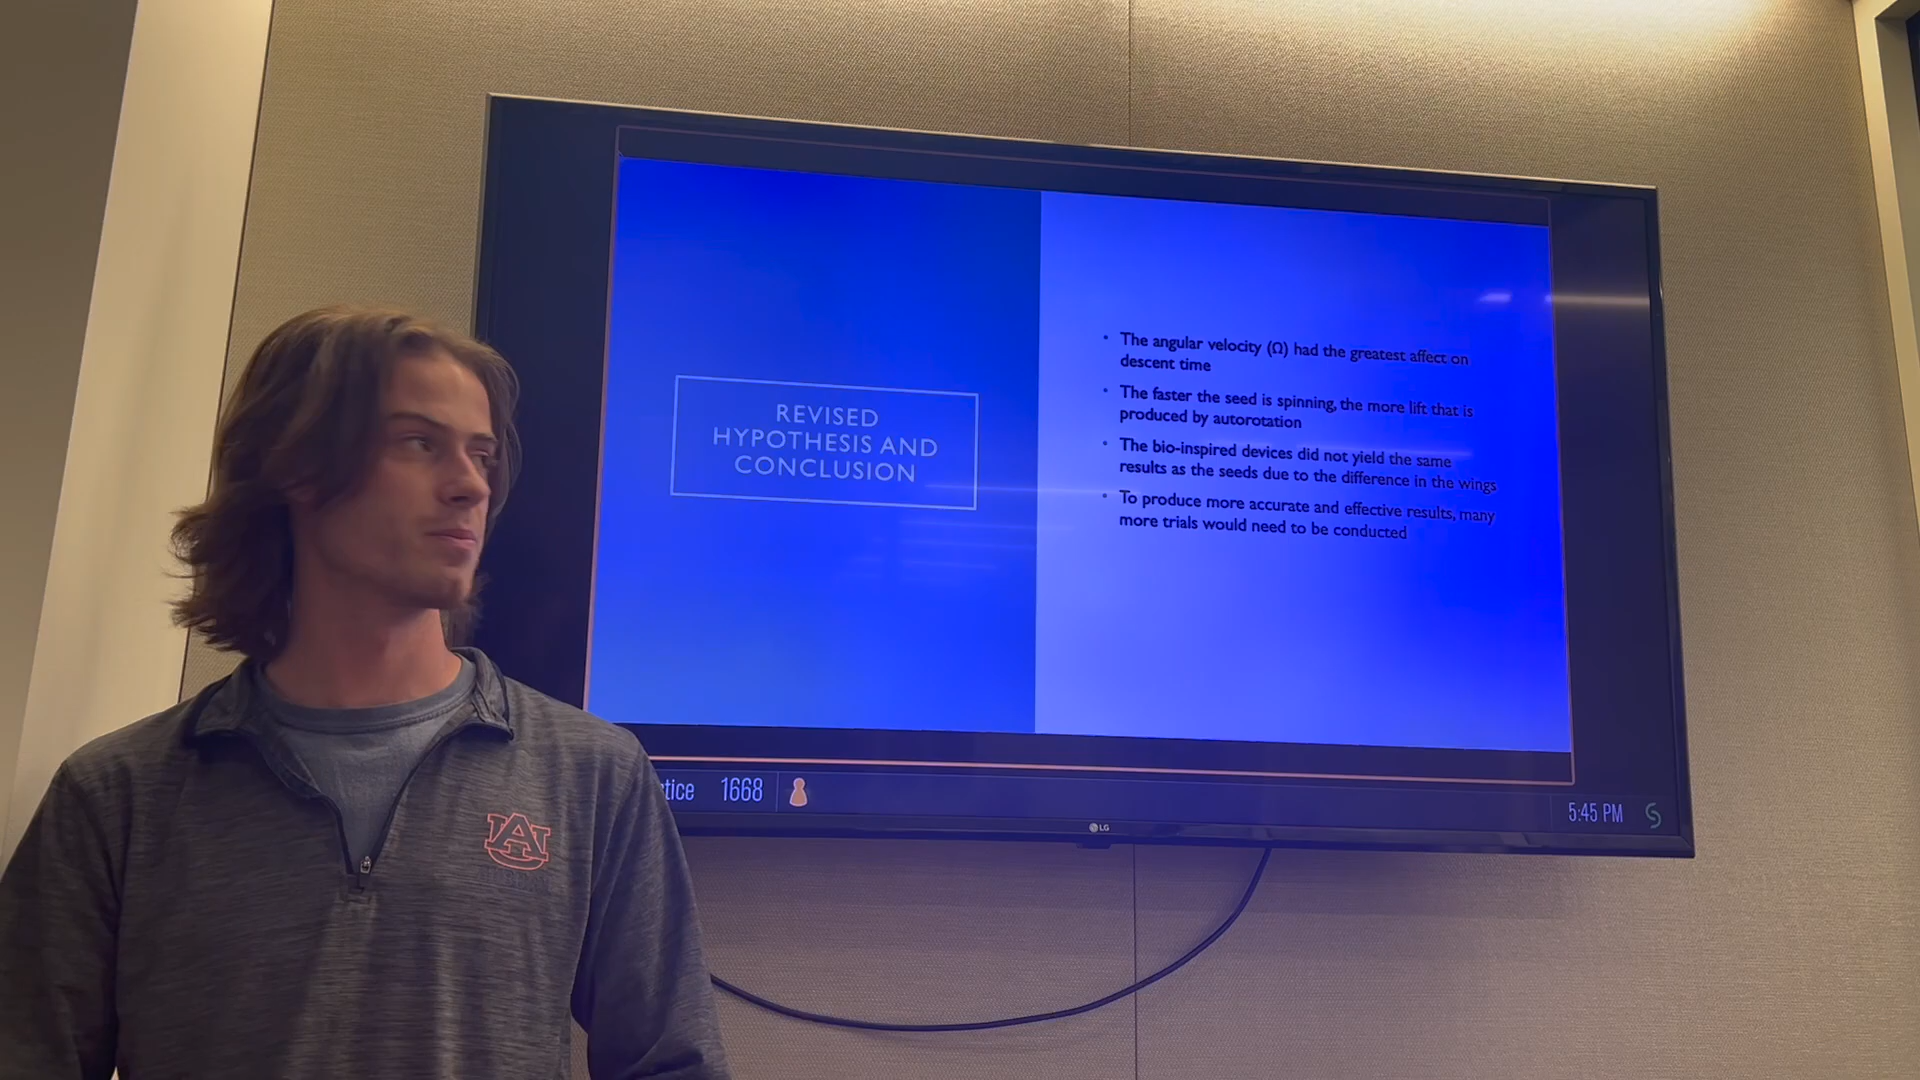 REVISED
HYPOTHESIS AND
CONCLUSION
• The angular velocity (Ω) had the greatest affect on
descent time
• The faster the seed is spinning, the more lift that is
produced by autorotation
• The bio-inspired devices did not yield the same
results as the seeds due to the difference in the wings
• To produce more accurate and effective results, many
more trials would need to be conducted
tice 1668
5:45 PM
LG
AU